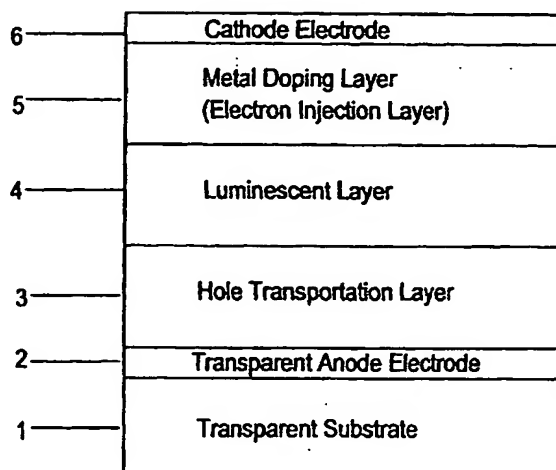 6 Cathode Electrode
5 Metal Doping Layer
(Electron Injection Layer)
4 Luminescent Layer
3 Hole Transportation Layer
2 Transparent Anode Electrode
1 Transparent Substrate